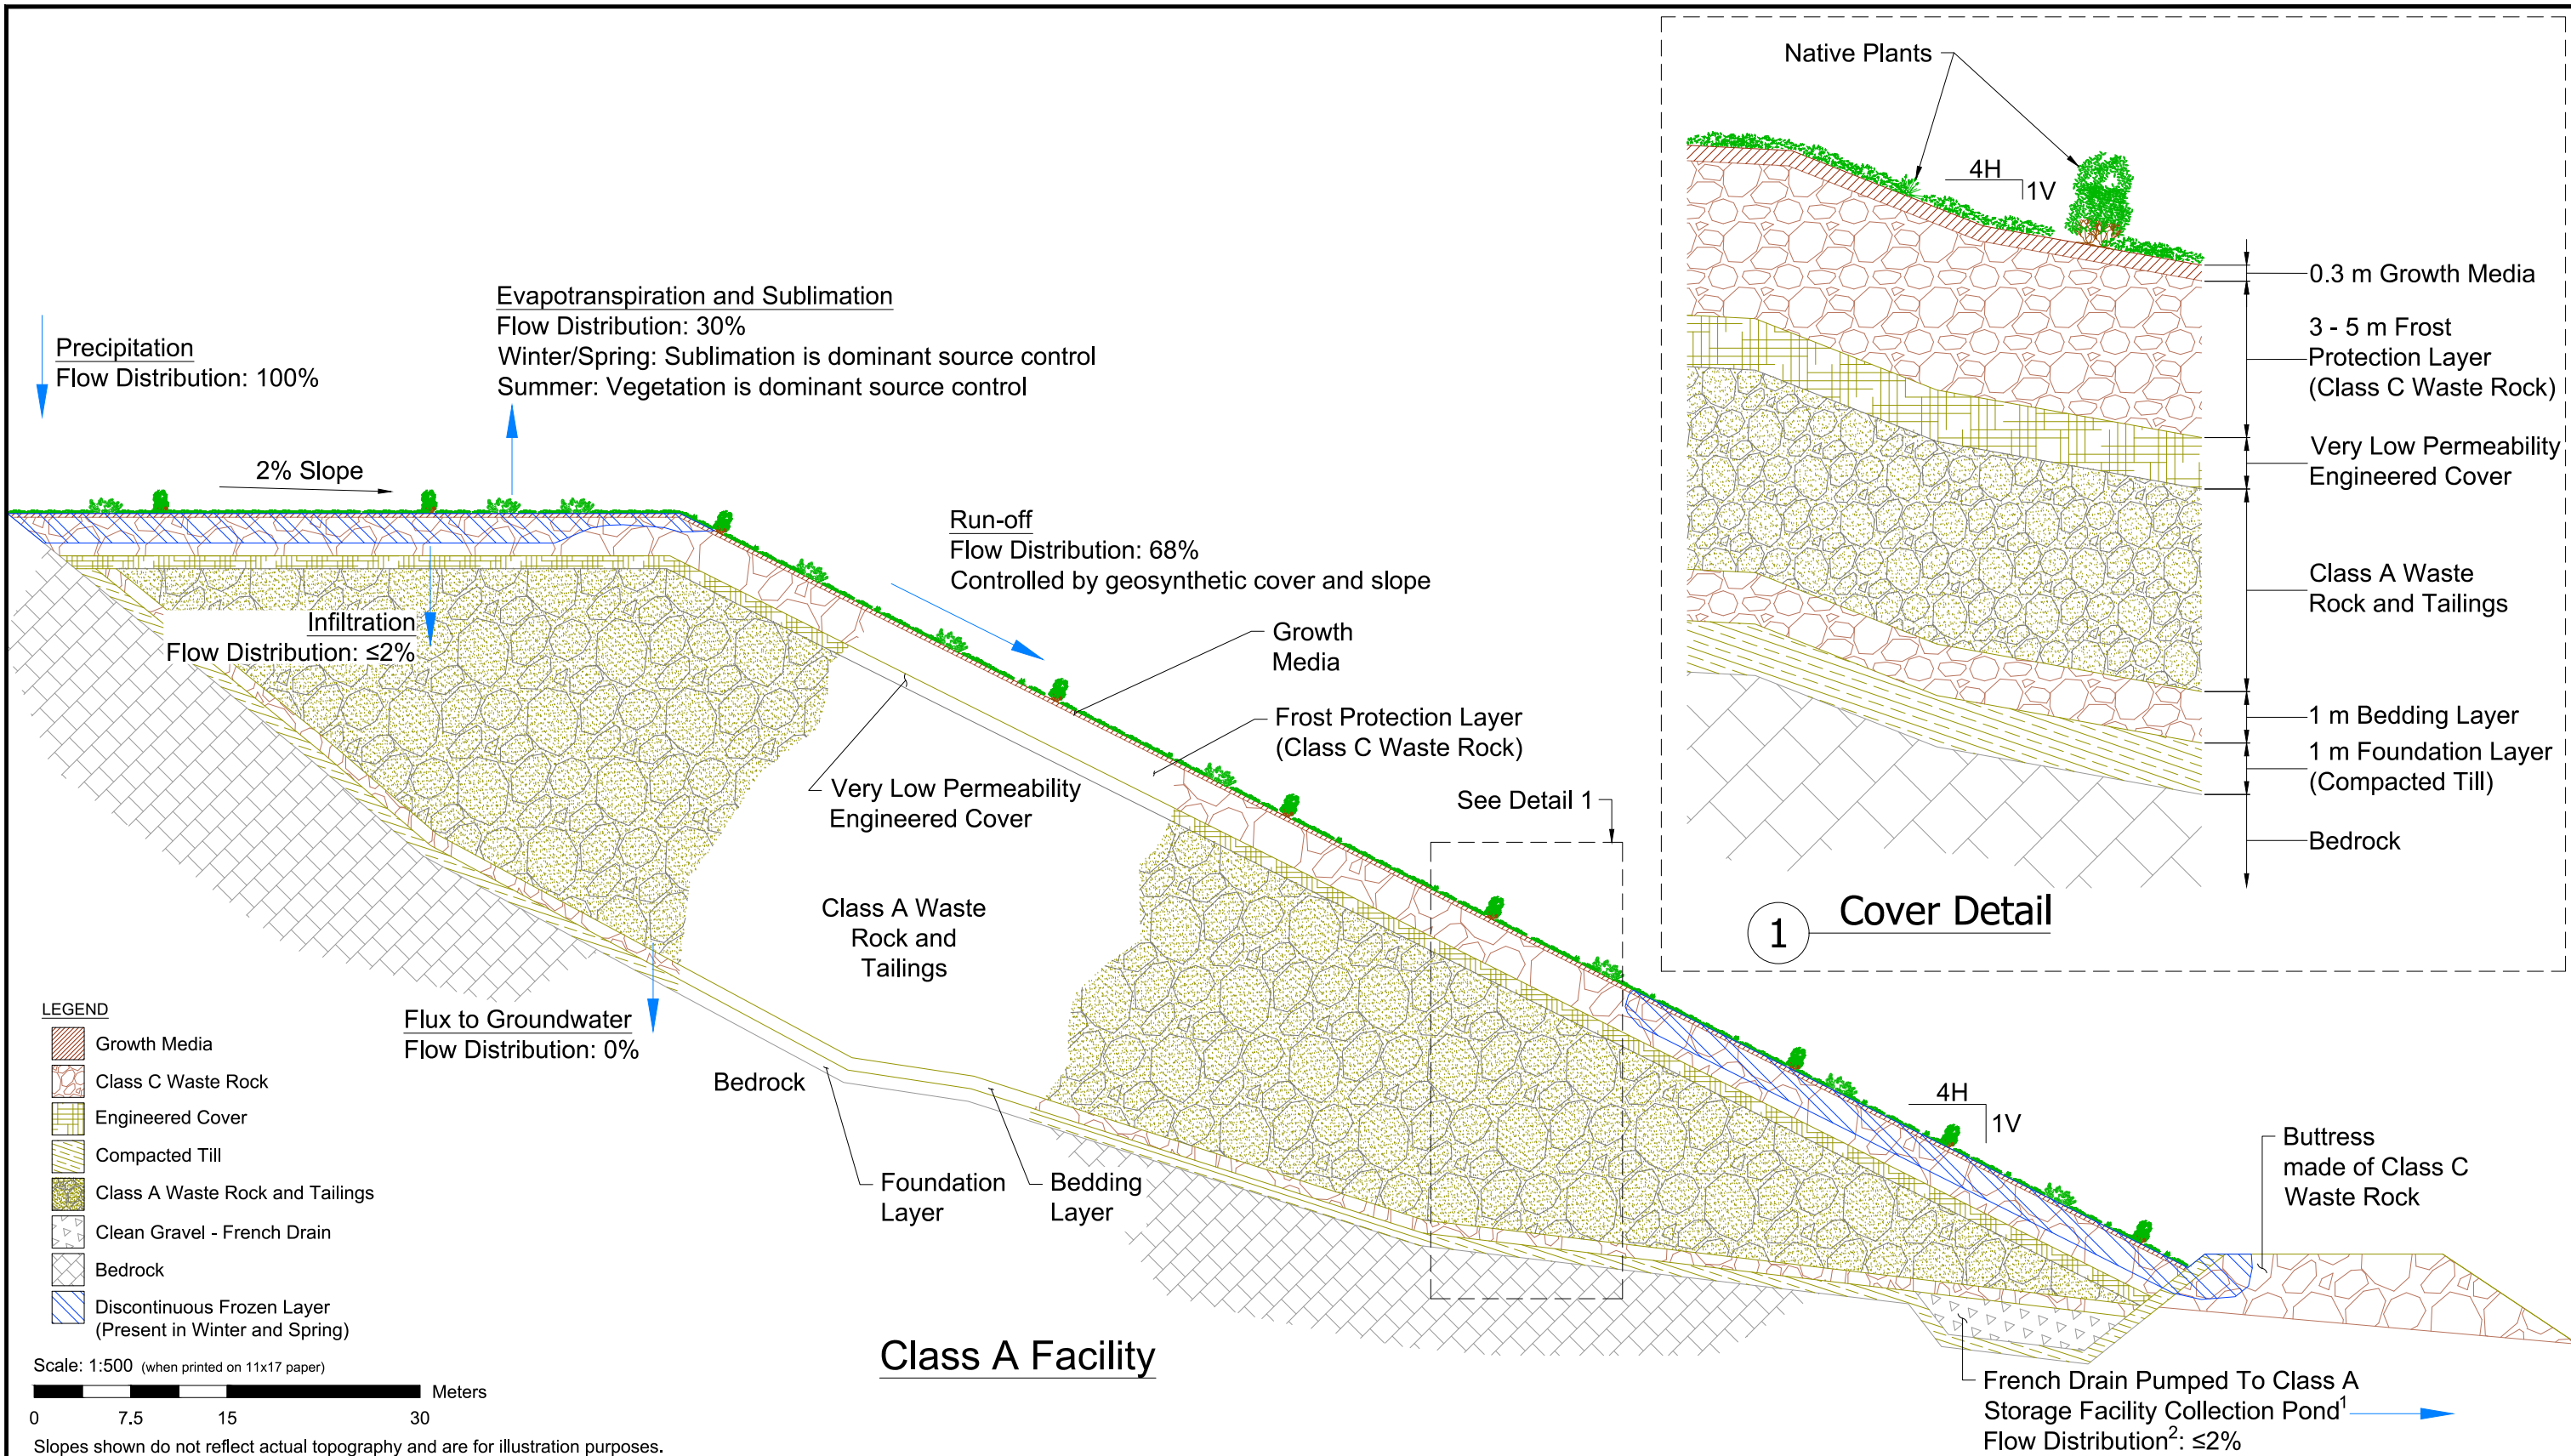 Precipitation
Flow Distribution: 100%
Evapotranspiration and Sublimation
Flow Distribution: 30%
Winter/Spring: Sublimation is dominant source control
Summer: Vegetation is dominant source control
2% Slope
Run-off
Flow Distribution: 68%
Controlled by geosynthetic cover and slope
Infiltration
Flow Distribution: ≤2%
Growth
Media
Frost Protection Layer
(Class C Waste Rock)
Very Low Permeability
Engineered Cover
See Detail 1
Class A Waste
Rock and
Tailings
Flux to Groundwater
Flow Distribution: 0%
Bedrock
Foundation
Layer
Bedding
Layer
4H
1V
Buttress
made of Class C
Waste Rock
French Drain Pumped To Class A
Storage Facility Collection Pond¹
Flow Distribution²: ≤2%
Class A Facility
Native Plants
4H
1V
0.3 m Growth Media
3 - 5 m Frost
Protection Layer
(Class C Waste Rock)
Very Low Permeability
Engineered Cover
Class A Waste
Rock and Tailings
1 m Bedding Layer
1 m Foundation Layer
(Compacted Till)
Bedrock
1 Cover Detail
LEGEND
Growth Media
Class C Waste Rock
Engineered Cover
Compacted Till
Class A Waste Rock and Tailings
Clean Gravel - French Drain
Bedrock
Discontinuous Frozen Layer
(Present in Winter and Spring)
Scale: 1:500 (when printed on 11x17 paper)
Meters
0 7.5 15 30
Slopes shown do not reflect actual topography and are for illustration purposes.